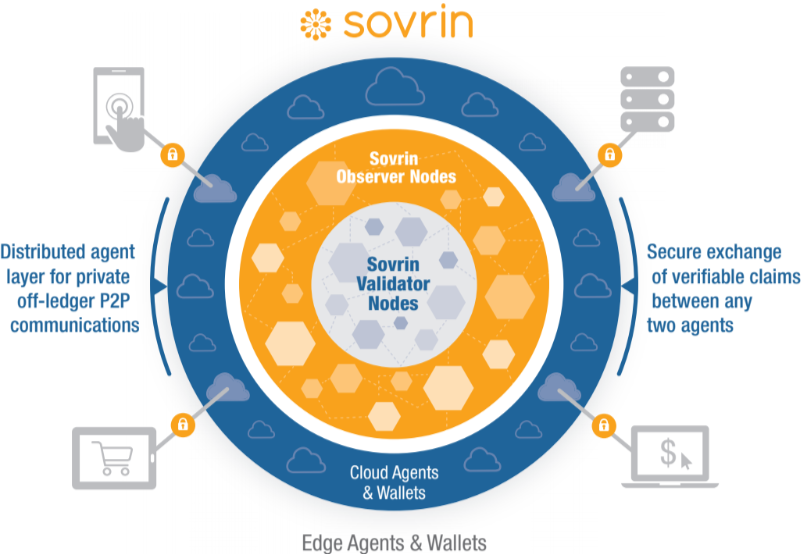 sovrin
Sovrin
Observer Nodes
Sovrin
Validator
Nodes
Distributed agent
layer for private
off-ledger P2P
communications
Secure exchange
of verifiable claims
between any
two agents
$
Cloud Agents
& Wallets
Edge Agents & Wallets